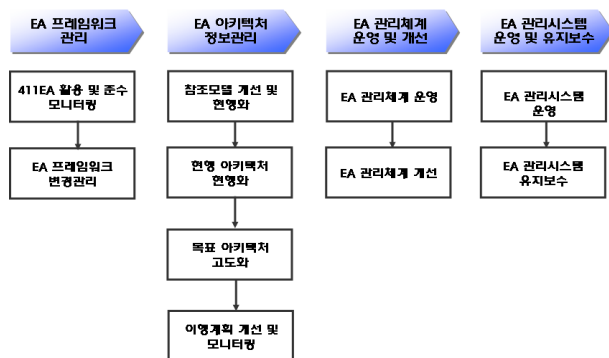 EA 프레임워크
관리
EA 아키텍처
정보관리
EA 관리체계
운영 및 개선
EA 관리시스템
운영 및 유지보수
411EA 활용 및 준수
모니터링
EA 프레임워크
변경관리
참조모델 개선 및
현행화
현행 아키텍처
현행화
목표 아키텍처
고도화
이행계획 개선 및
모니터링
EA 관리체계 운영
EA 관리체계 개선
EA 관리시스템
운영
EA 관리시스템
유지보수